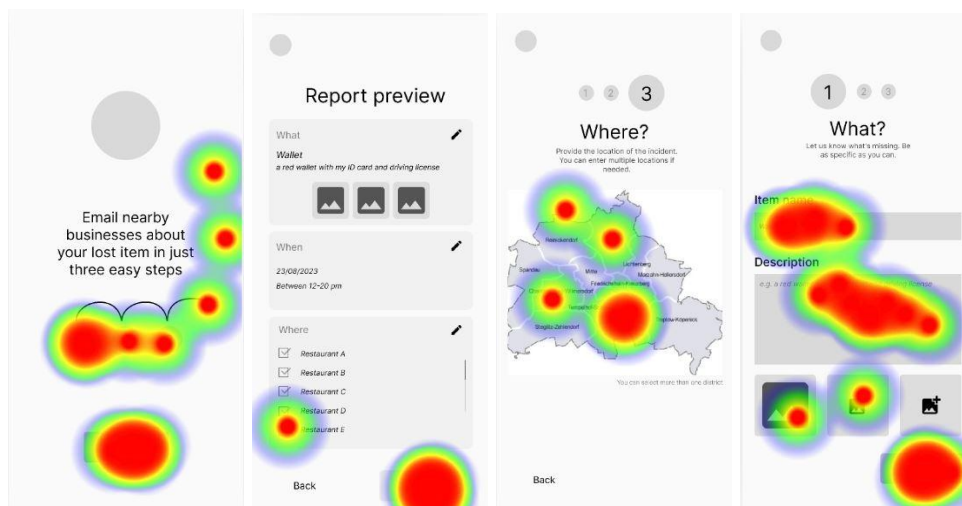 Email nearby
businesses about
your lost item in just
three easy steps
Report preview
What
Wallet
a red wallet with my ID card and driving license
When
23/08/2023
Between 12-20 pm
Where
Restaurant A
Restaurant B
Restaurant C
Restaurant D
Restaurant E
Back
1 2 3
Where?
Provide the location of the incident.
You can enter multiple locations if
needed.
Reinickendorf
Lichtenberg
Spandau
Mitte
Marzahn-Hellersdorf
Friedrichshain-Kreuzberg
Steglitz-Zehlendorf
Treptow-Köpenick
You can select more than one district
Back
1 2 3
What?
Let us know what's missing. Be
as specific as you can.
Item name
Description
e.g. a red license